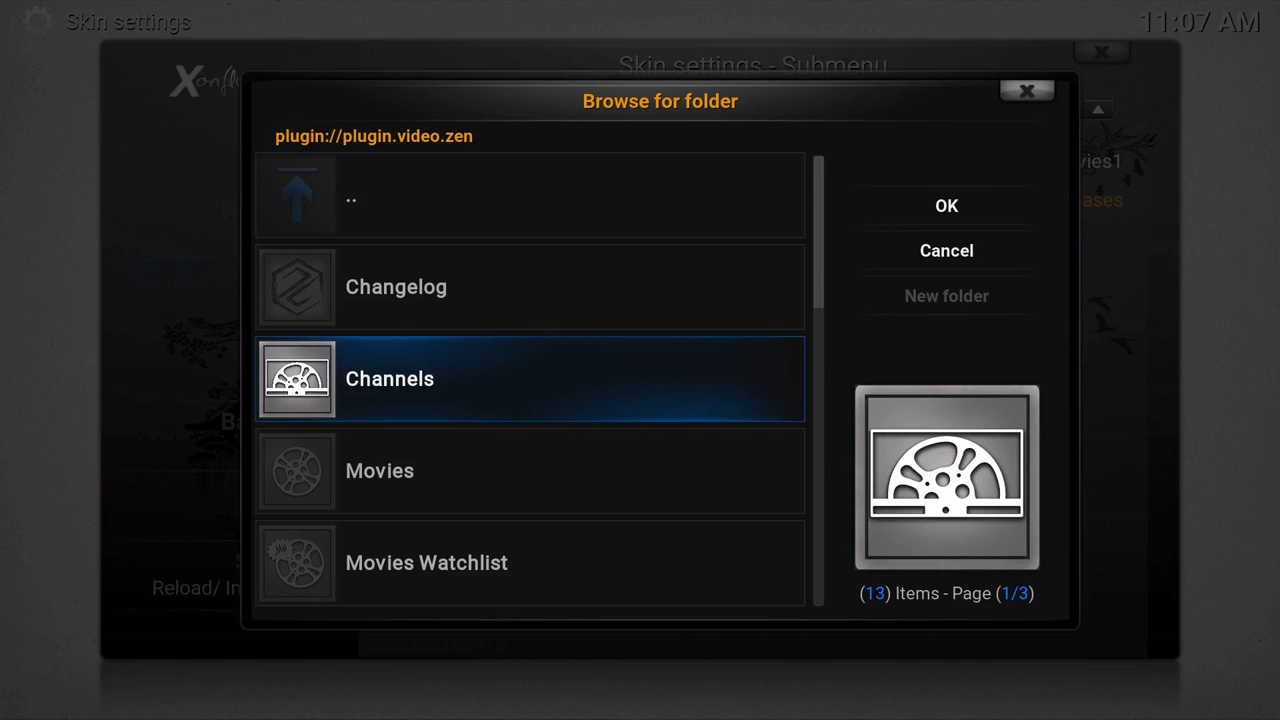 Skin settings
11:07 AM
Skin settings - Submenu
Browse for folder
plugin://plugin.video.zen
..
Changelog
Channels
Movies
Movies Watchlist
OK
Cancel
New folder
(13) Items - Page (1/3)
Reload/